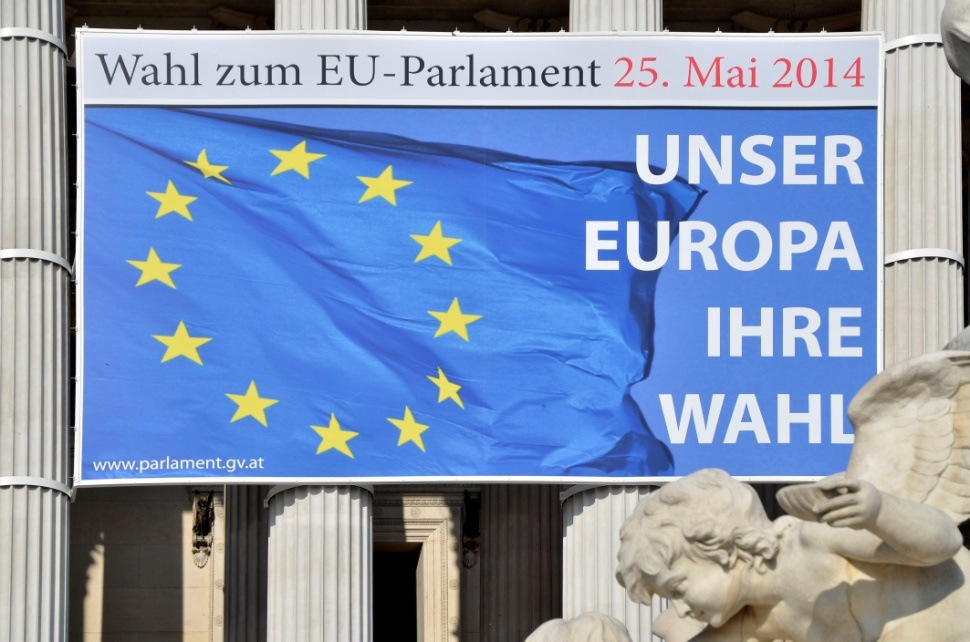 Wahl zum EU-Parlament 25. Mai 2014
UNSER
EUROPA
IHRE
WAHL
www.parlament.gv.at